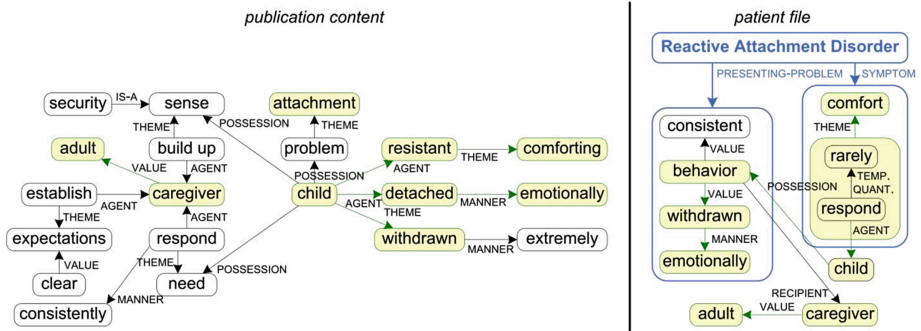 publication content
security IS-A sense attachment
THEME POSSESSION THEME
adult build up problem resistant THEME comforting
VALUE AGENT POSSESSION AGENT
establish AGENT caregiver child AGENT detached MANNER emotionally
THEME AGENT THEME
expectations respond withdrawn MANNER extremely
VALUE THEME POSSESSION
clear MANNER need
consistently
patient file
Reactive Attachment Disorder
PRESENTING-PROBLEM SYMPTOM
consistent comfort
VALUE THEME
behavior rarely
POSSESSION TEMP. QUANT.
VALUE
withdrawn respond
MANNER AGENT
emotionally child
RECIPIENT
adult VALUE caregiver